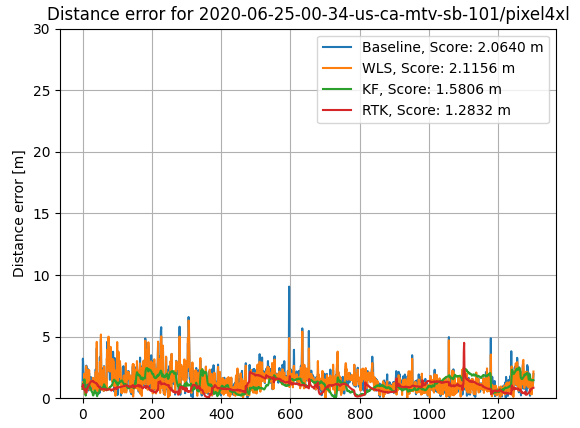 Distance error for 2020-06-25-00-34-us-ca-mtv-sb-101/pixel4xl
Baseline, Score: 2.0640 m
WLS, Score: 2.1156 m
KF, Score: 1.5806 m
RTK, Score: 1.2832 m
Distance error [m]
30
25
20
15
10
5
0
0 200 400 600 800 1000 1200